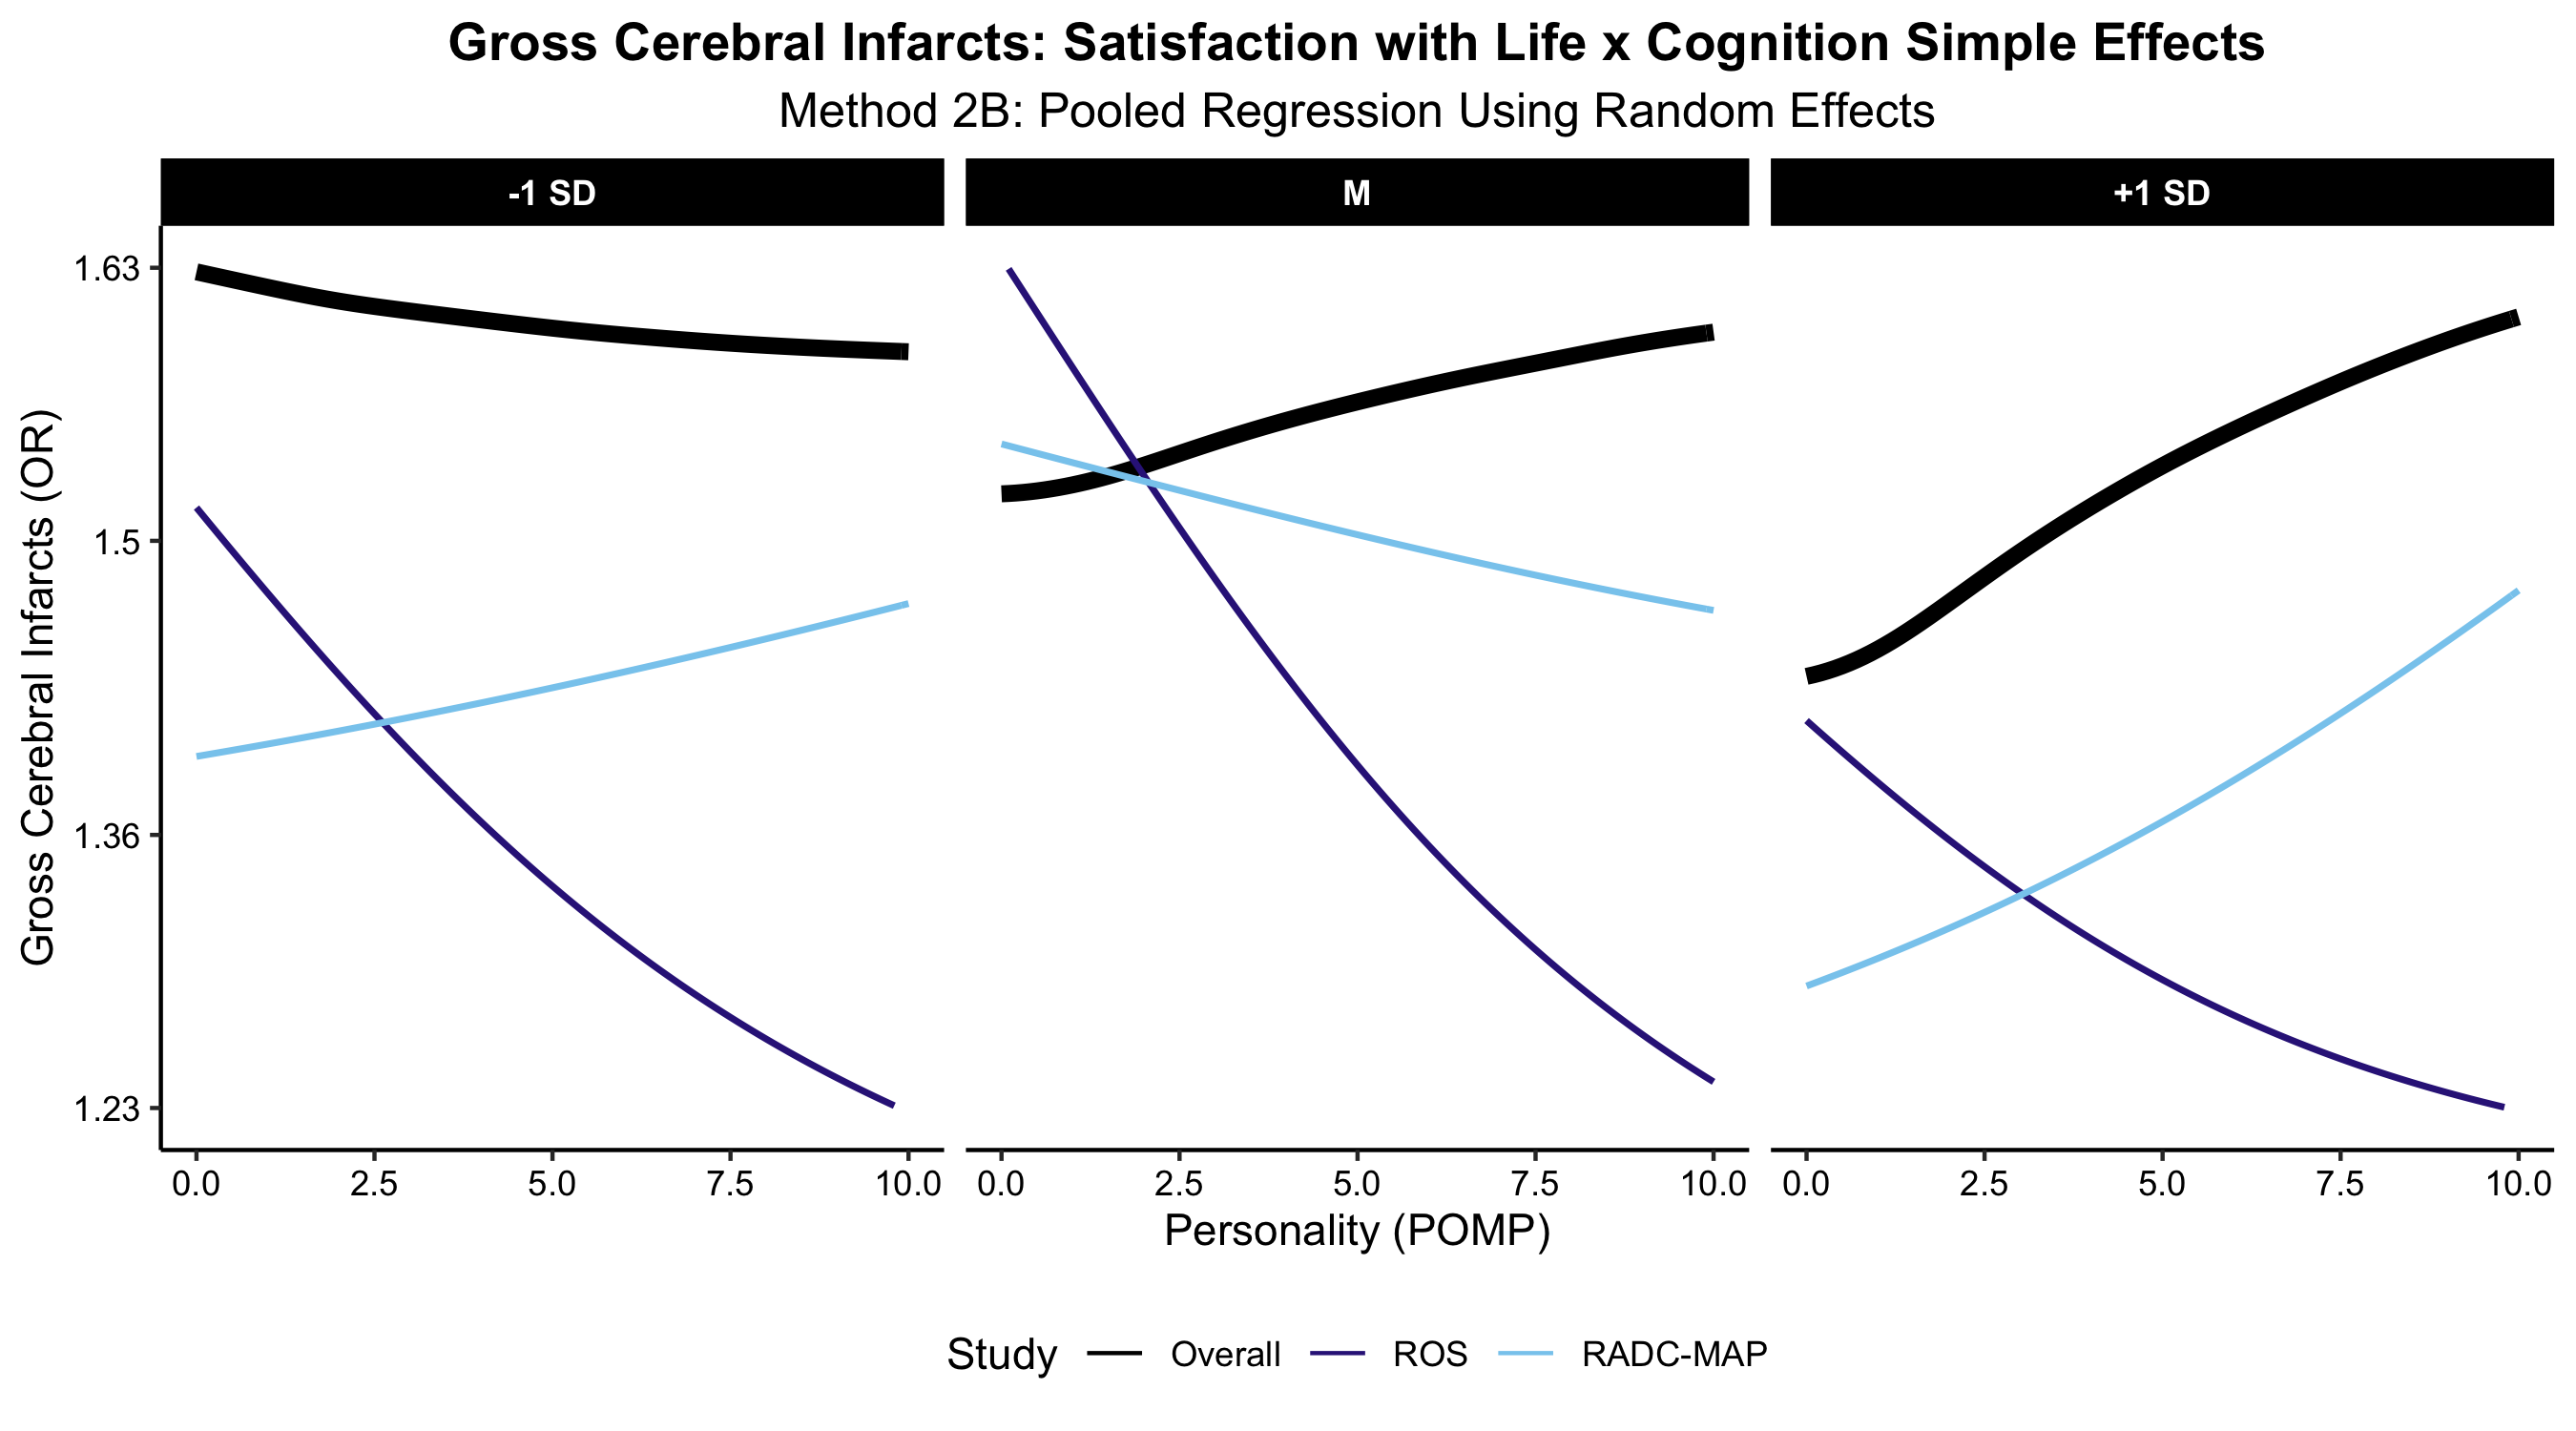 Gross Cerebral Infarcts: Satisfaction with Life x Cognition Simple Effects
Method 2B: Pooled Regression Using Random Effects
-1 SD M +1 SD
Gross Cerebral Infarcts (OR)
1.63
1.5
1.36
1.23
0.0 2.5 5.0 7.5 10.0 0.0 2.5 5.0 7.5 10.0 0.0 2.5 5.0 7.5 10.0
Personality (POMP)
Study Overall ROS RADC-MAP